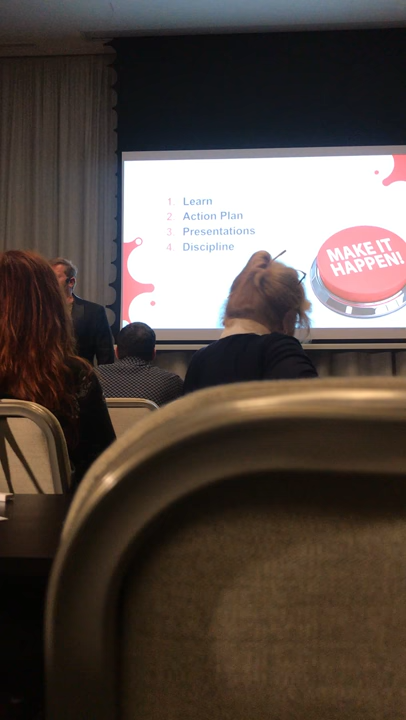 1. Learn
2. Action Plan
3. Presentations
4. Discipline
MAKE IT
HAPPEN!